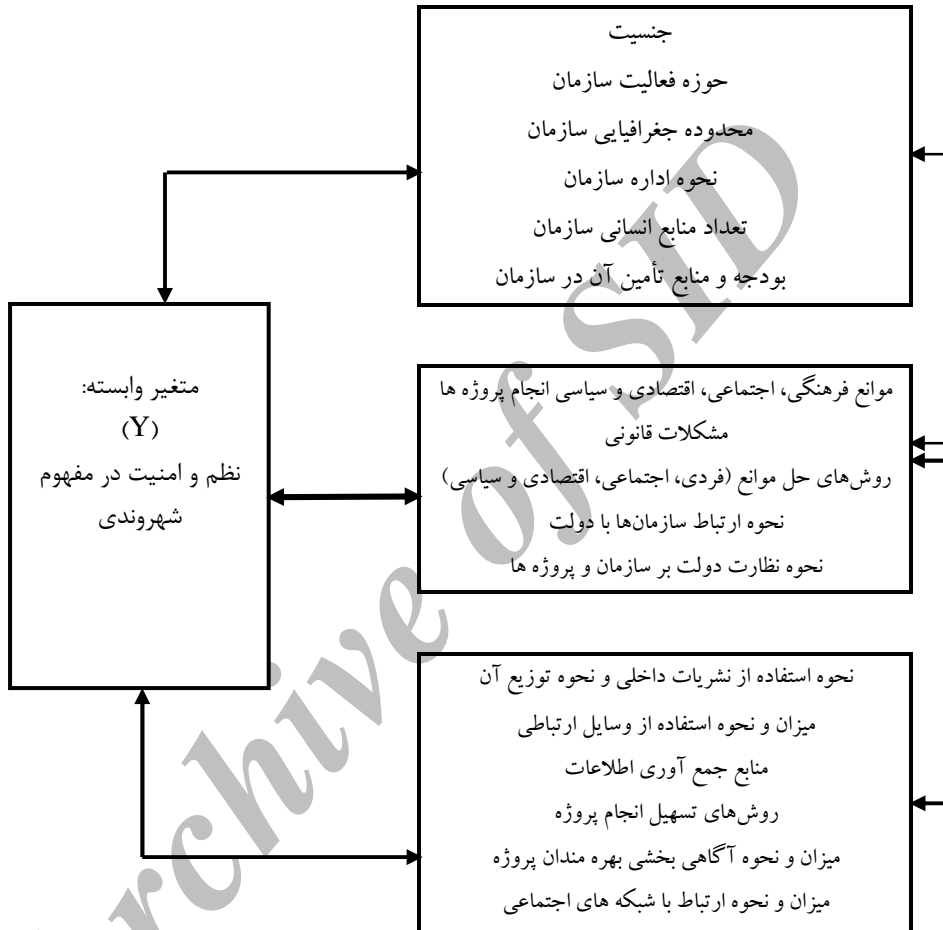 جنسیت
حوزه فعالیت سازمان
محدوده جغرافیایی سازمان
نحوه اداره سازمان
تعداد منابع انسانی سازمان
بودجه و منابع تأمین آن در سازمان
موانع فرهنگی، اجتماعی، اقتصادی و سیاسی انجام پروژه ها
مشکلات قانونی
روش‌های حل موانع (فردی، اجتماعی، اقتصادی و سیاسی)
نحوه ارتباط سازمان‌ها با دولت
نحوه نظارت دولت بر سازمان و پروژه ها
نحوه استفاده از نشریات داخلی و نحوه توزیع آن
میزان و نحوه استفاده از وسایل ارتباطی
منابع جمع آوری اطلاعات
روش‌های تسهیل انجام پروژه
میزان و نحوه آگاهی بخشی بهره مندان پروژه
میزان و نحوه ارتباط با شبکه های اجتماعی
متغیر وابسته:
(Y)
نظم و امنیت در مفهوم
شهروندی
rchive of SID